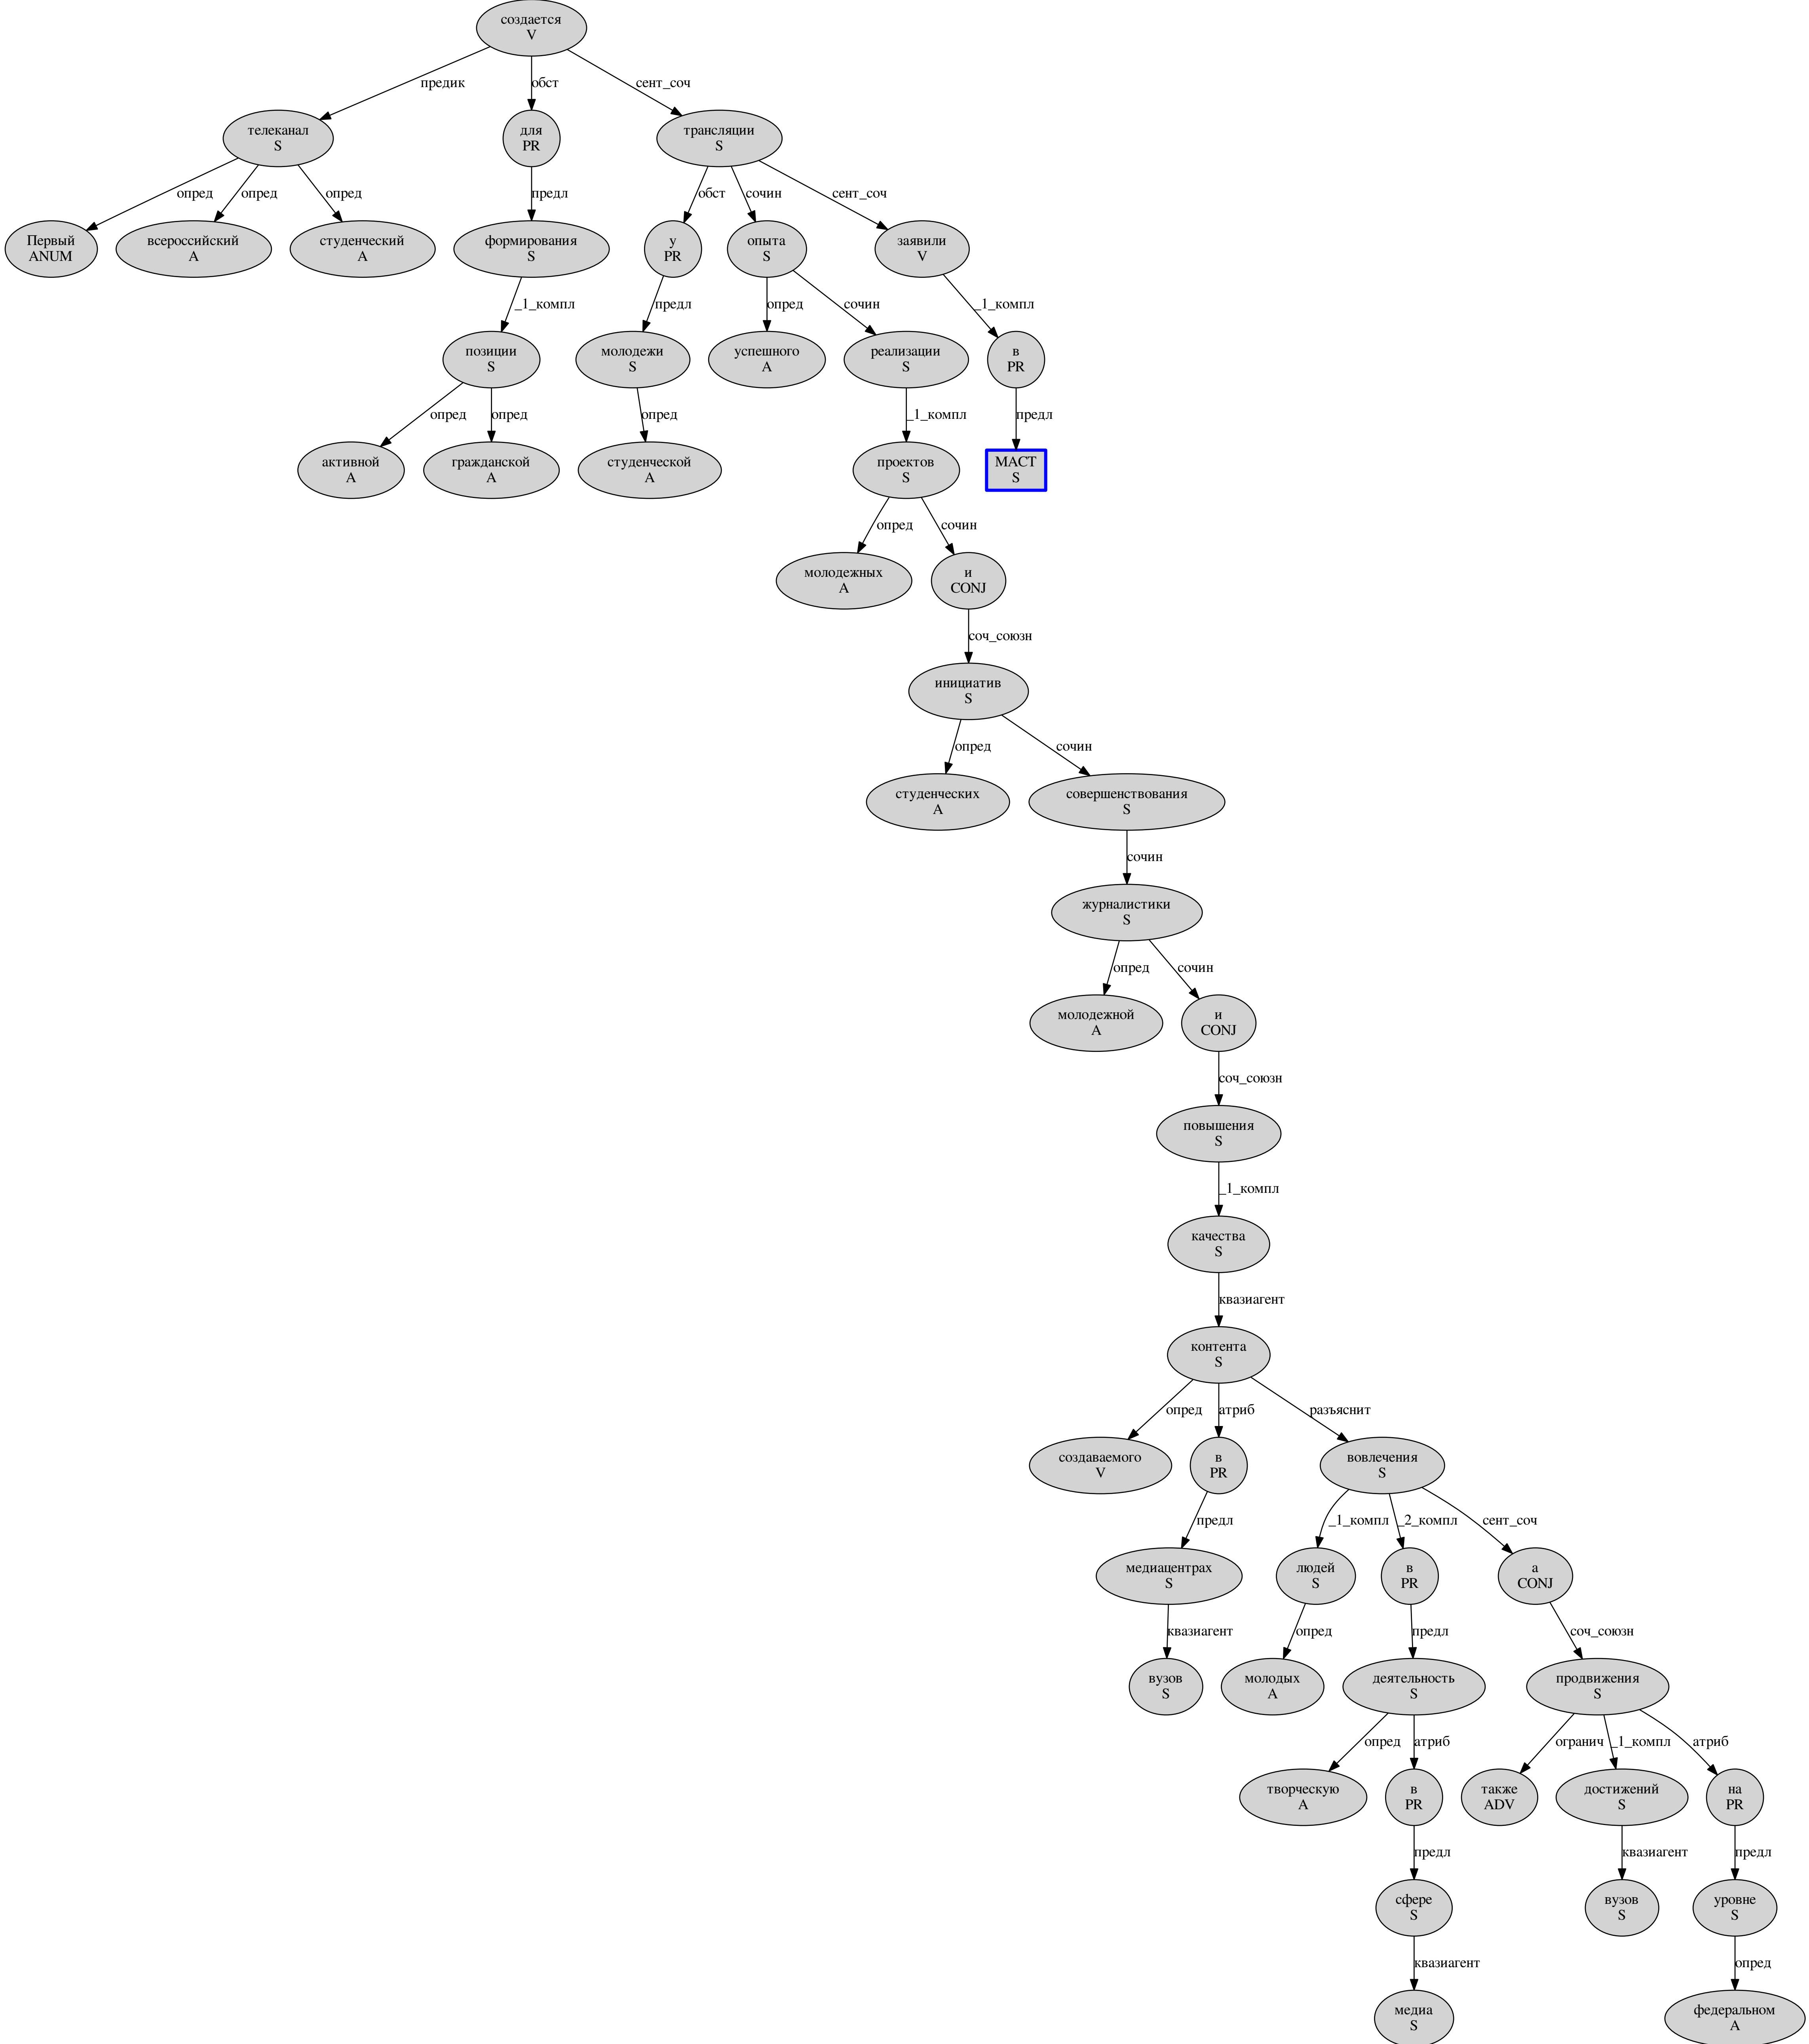 создается
V
предик
обст
сент_соч
телеканал
S
для
PR
трансляции
S
опред
опред
опред
предл
обст
сочин
сент_соч
Первый
ANUM
всероссийский
A
студенческий
A
формирования
S
у
PR
опыта
S
заявили
V
_1_компл
предл
опред
сочин
_1_компл
позиции
S
молодежи
S
успешного
A
реализации
S
в
PR
опред
опред
опред
_1_компл
предл
активной
A
гражданской
A
студенческой
A
проектов
S
МАСТ
S
опред
сочин
молодежных
A
и
CONJ
соч_союзн
инициатив
S
опред
сочин
студенческих
A
совершенствования
S
сочин
журналистики
S
опред
сочин
молодежной
A
и
CONJ
соч_союзн
повышения
S
_1_компл
качества
S
квазиагент
контента
S
опред
атриб
разъяснит
создаваемого
V
в
PR
вовлечения
S
предл
_1_компл
_2_компл
сент_соч
медиацентрах
S
людей
S
в
PR
а
CONJ
квазиагент
опред
предл
соч_союзн
вузов
S
молодых
A
деятельность
S
продвижения
S
опред
атриб
огранич
_1_компл
атриб
творческую
A
в
PR
также
ADV
достижений
S
на
PR
предл
квазиагент
предл
сфере
S
вузов
S
уровне
S
квазиагент
опред
медиа
S
федеральном
A